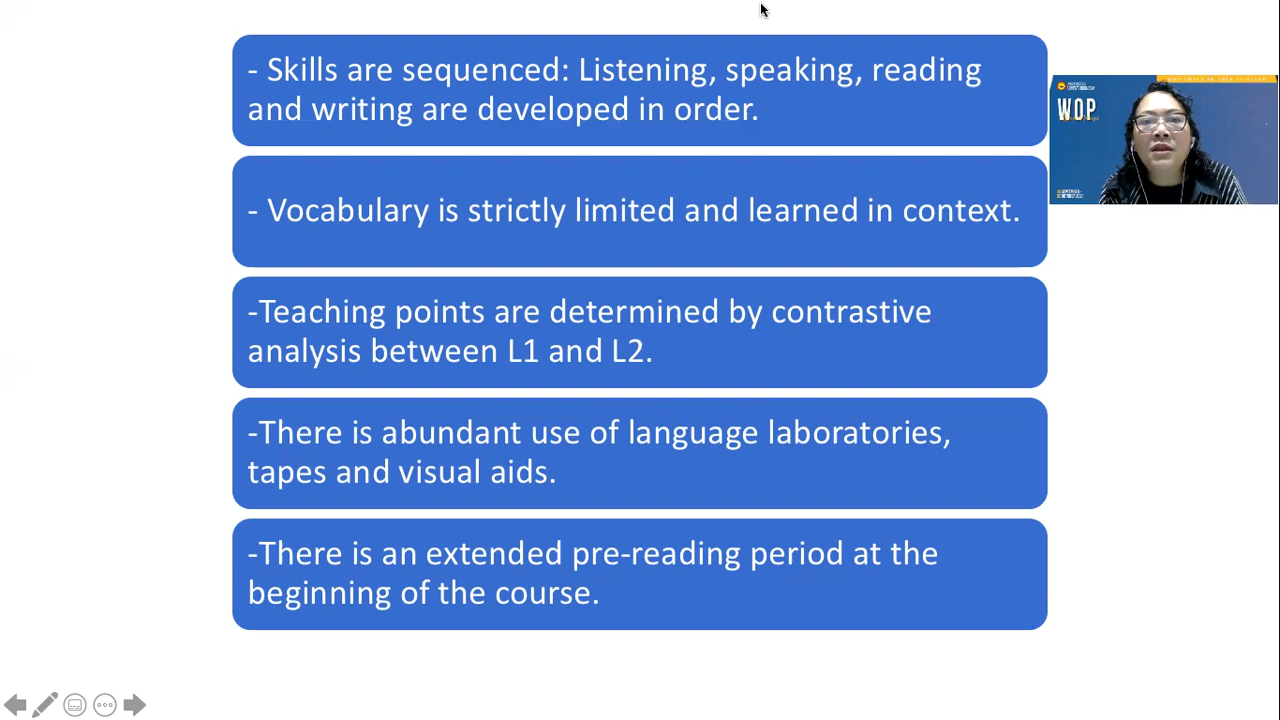 - Skills are sequenced: Listening, speaking, reading
and writing are developed in order.
- Vocabulary is strictly limited and learned in context.
-Teaching points are determined by contrastive
analysis between L1 and L2.
-There is abundant use of language laboratories,
tapes and visual aids.
-There is an extended pre-reading period at the
beginning of the course.
WOP